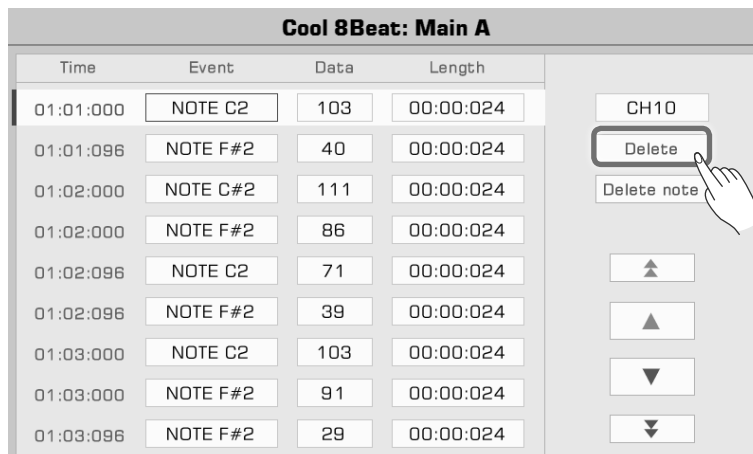 Cool 8Beat: Main A
Time Event Data Length
01:01:000 NOTE C2 103 00:00:024 CH10
01:01:096 NOTE F#2 40 00:00:024 Delete
01:02:000 NOTE C#2 111 00:00:024 Delete note
01:02:000 NOTE F#2 86 00:00:024
01:02:096 NOTE C2 71 00:00:024
01:02:096 NOTE F#2 39 00:00:024
01:03:000 NOTE C2 103 00:00:024
01:03:000 NOTE F#2 91 00:00:024
01:03:096 NOTE F#2 29 00:00:024